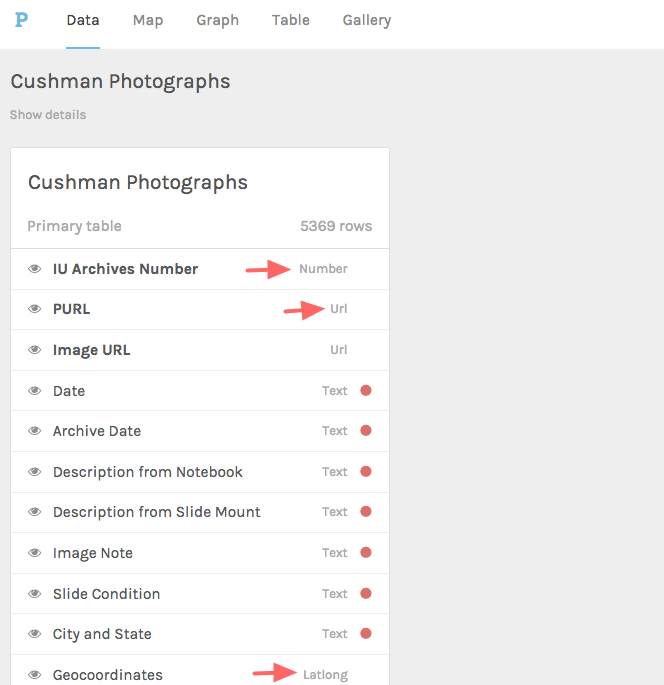 P Data Map Graph Table Gallery
Cushman Photographs
Show details
Cushman Photographs
Primary table 5369 rows
IU Archives Number Number
PURL Url
Image URL Url
Date Text
Archive Date Text
Description from Notebook Text
Description from Slide Mount Text
Image Note Text
Slide Condition Text
City and State Text
Geocoordinates Latlong